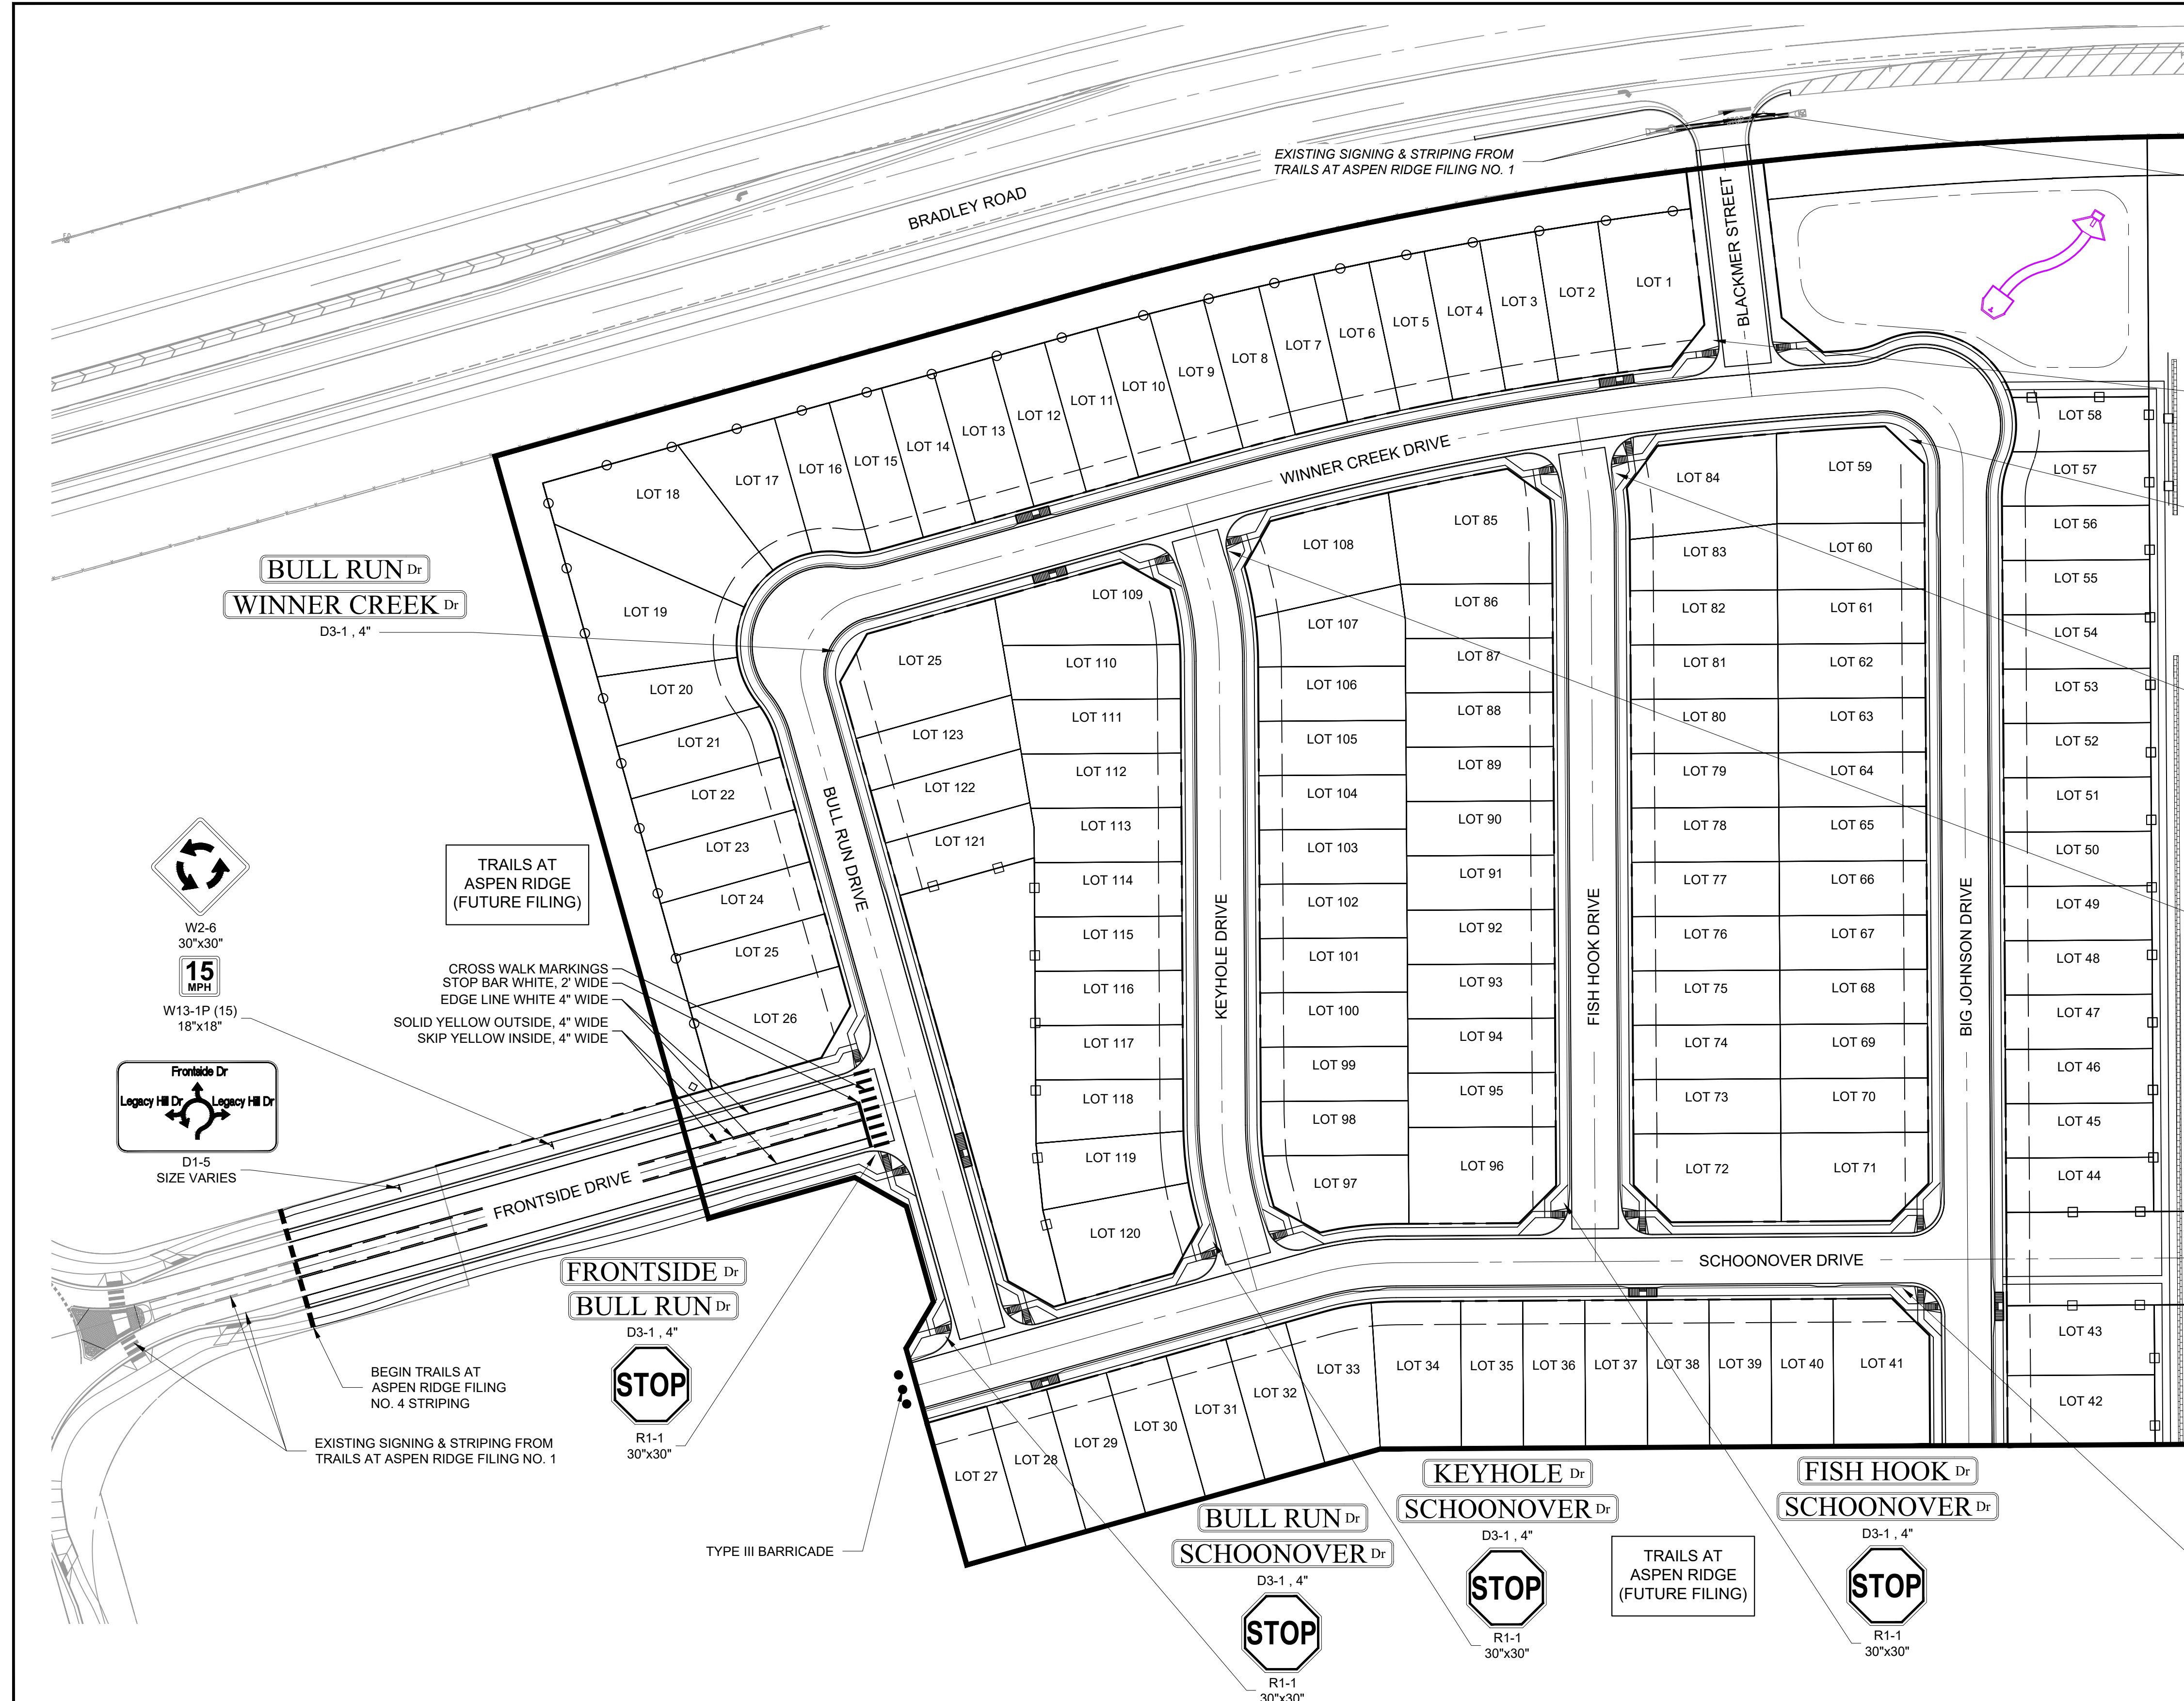 EXISTING SIGNING & STRIPING FROM
TRAILS AT ASPEN RIDGE FILING NO. 1
BRADLEY ROAD
BLACKMER STREET
LOT 1
LOT 2
LOT 3
LOT 4
LOT 5
LOT 6
LOT 7
LOT 8
LOT 9
LOT 10
LOT 11
LOT 12
LOT 13
LOT 14
LOT 15
LOT 16
LOT 17
LOT 18
LOT 19
LOT 20
LOT 21
LOT 22
LOT 23
LOT 24
LOT 25
LOT 26
WINNER CREEK DRIVE
BULL RUN Dr
WINNER CREEK Dr
D3-1 , 4"
BULL RUN DRIVE
LOT 25
LOT 123
LOT 122
LOT 121
LOT 109
LOT 110
LOT 111
LOT 112
LOT 113
LOT 114
LOT 115
LOT 116
LOT 117
LOT 118
LOT 119
LOT 120
KEYHOLE DRIVE
LOT 108
LOT 107
LOT 106
LOT 105
LOT 104
LOT 103
LOT 102
LOT 101
LOT 100
LOT 99
LOT 98
LOT 97
LOT 85
LOT 86
LOT 87
LOT 88
LOT 89
LOT 90
LOT 91
LOT 92
LOT 93
LOT 94
LOT 95
LOT 96
FISH HOOK DRIVE
LOT 84
LOT 83
LOT 82
LOT 81
LOT 80
LOT 79
LOT 78
LOT 77
LOT 76
LOT 75
LOT 74
LOT 73
LOT 72
LOT 59
LOT 60
LOT 61
LOT 62
LOT 63
LOT 64
LOT 65
LOT 66
LOT 67
LOT 68
LOT 69
LOT 70
LOT 71
BIG JOHNSON DRIVE
LOT 58
LOT 57
LOT 56
LOT 55
LOT 54
LOT 53
LOT 52
LOT 51
LOT 50
LOT 49
LOT 48
LOT 47
LOT 46
LOT 45
LOT 44
LOT 43
LOT 42
SCHOONOVER DRIVE
LOT 27
LOT 28
LOT 29
LOT 30
LOT 31
LOT 32
LOT 33
LOT 34
LOT 35
LOT 36
LOT 37
LOT 38
LOT 39
LOT 40
LOT 41
W2-6
30"x30"
15
MPH
W13-1P (15)
18"x18"
Frontside Dr
Legacy Hill Dr
Legacy Hill Dr
D1-5
SIZE VARIES
TRAILS AT
ASPEN RIDGE
(FUTURE FILING)
CROSS WALK MARKINGS
STOP BAR WHITE, 2' WIDE
EDGE LINE WHITE 4" WIDE
SOLID YELLOW OUTSIDE, 4" WIDE
SKIP YELLOW INSIDE, 4" WIDE
FRONTSIDE DRIVE
FRONTSIDE Dr
BULL RUN Dr
D3-1 , 4"
STOP
R1-1
30"x30"
BEGIN TRAILS AT
ASPEN RIDGE FILING
NO. 4 STRIPING
EXISTING SIGNING & STRIPING FROM
TRAILS AT ASPEN RIDGE FILING NO. 1
TYPE III BARRICADE
BULL RUN Dr
SCHOONOVER Dr
D3-1 , 4"
STOP
R1-1
30"x30"
KEYHOLE Dr
SCHOONOVER Dr
D3-1 , 4"
STOP
R1-1
30"x30"
TRAILS AT
ASPEN RIDGE
(FUTURE FILING)
FISH HOOK Dr
SCHOONOVER Dr
D3-1 , 4"
STOP
R1-1
30"x30"